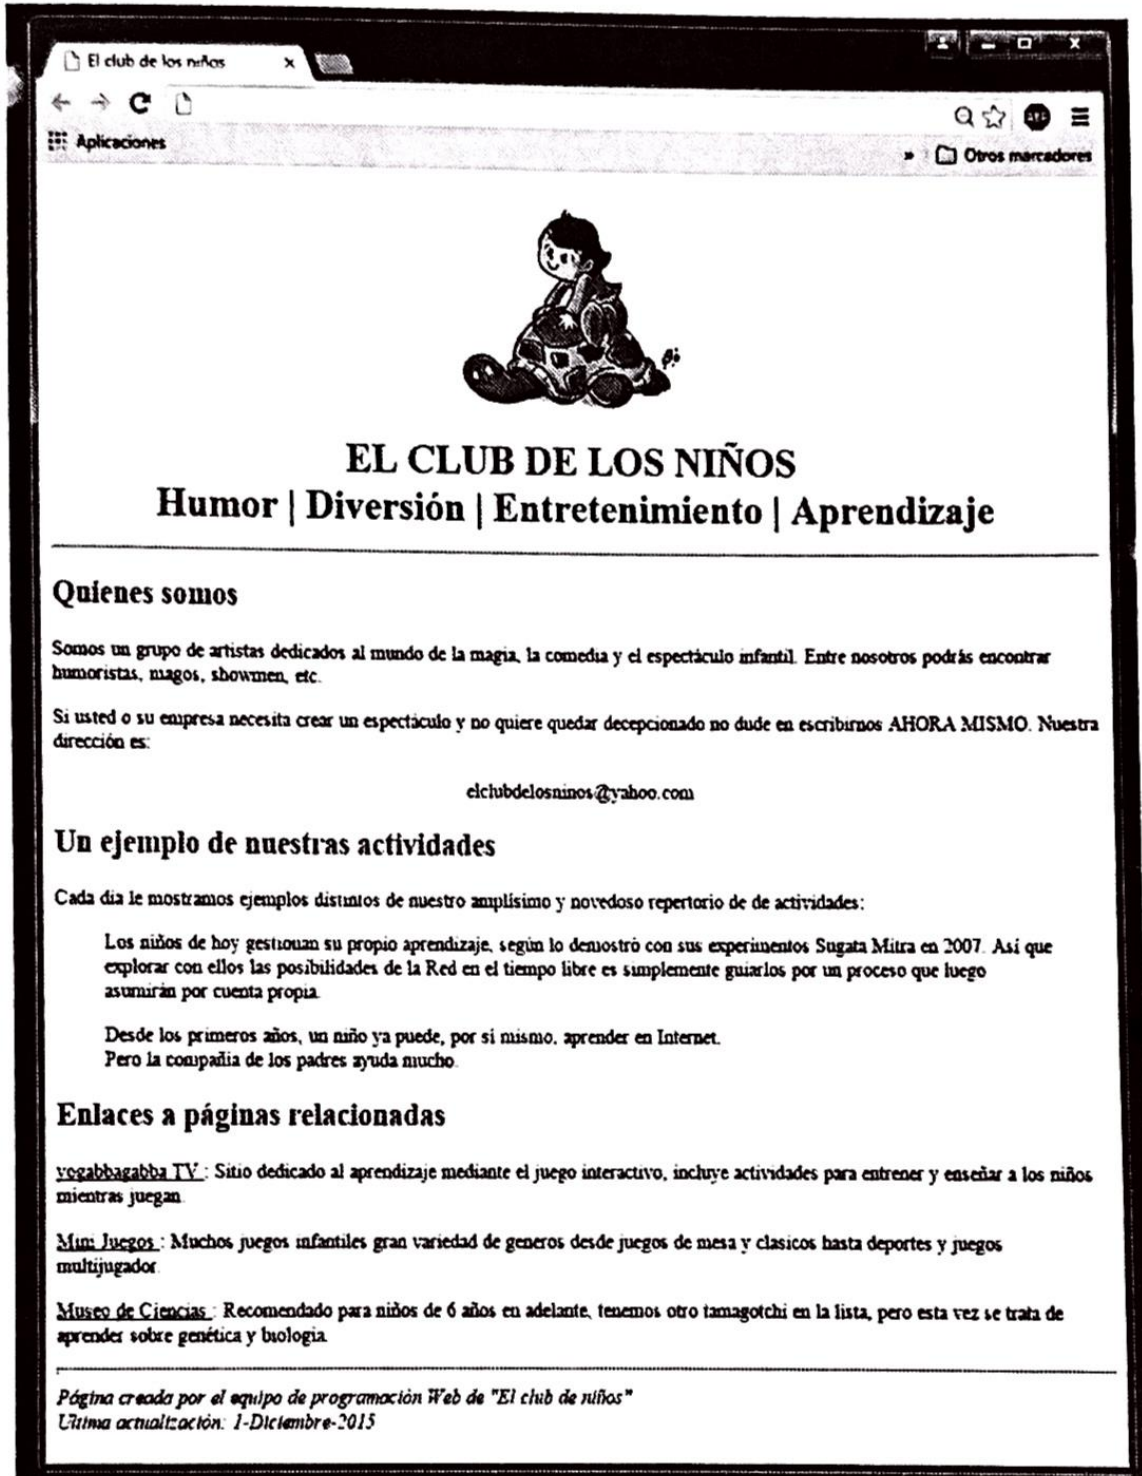 El club de los niños
Aplicaciones
Otros marcadores
EL CLUB DE LOS NIÑOS
Humor | Diversión | Entretenimiento | Aprendizaje
Quienes somos
Somos un grupo de artistas dedicados al mundo de la magia, la comedia y el espectáculo infantil. Entre nosotros podrás encontrar
humoristas, magos, showmen, etc.
Si usted o su empresa necesita crear un espectáculo y no quiere quedar decepcionado no dude en escribirnos AHORA MISMO. Nuestra
dirección es:
elclubdelosninos@yahoo.com
Un ejemplo de nuestras actividades
Cada dia le mostramos ejemplos distintos de nuestro amplísimo y novedoso repertorio de de actividades:
Los niños de hoy gestionan su propio aprendizaje, según lo demostró con sus experimentos Sugata Mitra en 2007. Así que
explorar con ellos las posibilidades de la Red en el tiempo libre es simplemente guiarlos por un proceso que luego
asumirán por cuenta propia.
Desde los primeros años, un niño ya puede, por si mismo, aprender en Internet.
Pero la compañia de los padres ayuda mucho.
Enlaces a páginas relacionadas
yogabbagabba TV : Sitio dedicado al aprendizaje mediante el juego interactivo, incluye actividades para entrener y enseñar a los niños
mientras juegan.
Mini Juegos : Muchos juegos infantiles gran variedad de generos desde juegos de mesa y clasicos hasta deportes y juegos
multijugador.
Museo de Ciencias : Recomendado para niños de 6 años en adelante, tenemos otro tamagotchi en la lista, pero esta vez se trata de
aprender sobre genética y biologia.
Página creada por el equipo de programación Web de "El club de niños"
Ultima actualización: 1-Diciembre-2015